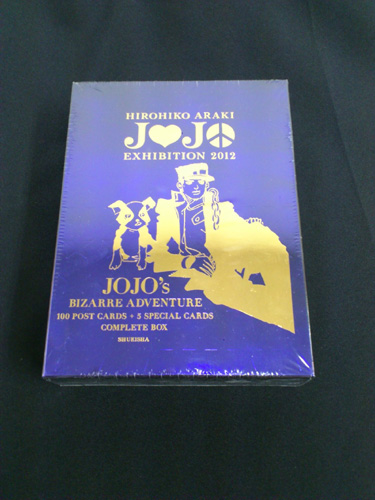 HIROHIKO ARAKI
JOJO
EXHIBITION 2012
JOJO's
BIZARRE ADVENTURE
100 POST CARDS + 5 SPECIAL CARDS
COMPLETE BOX
SHUEISHA